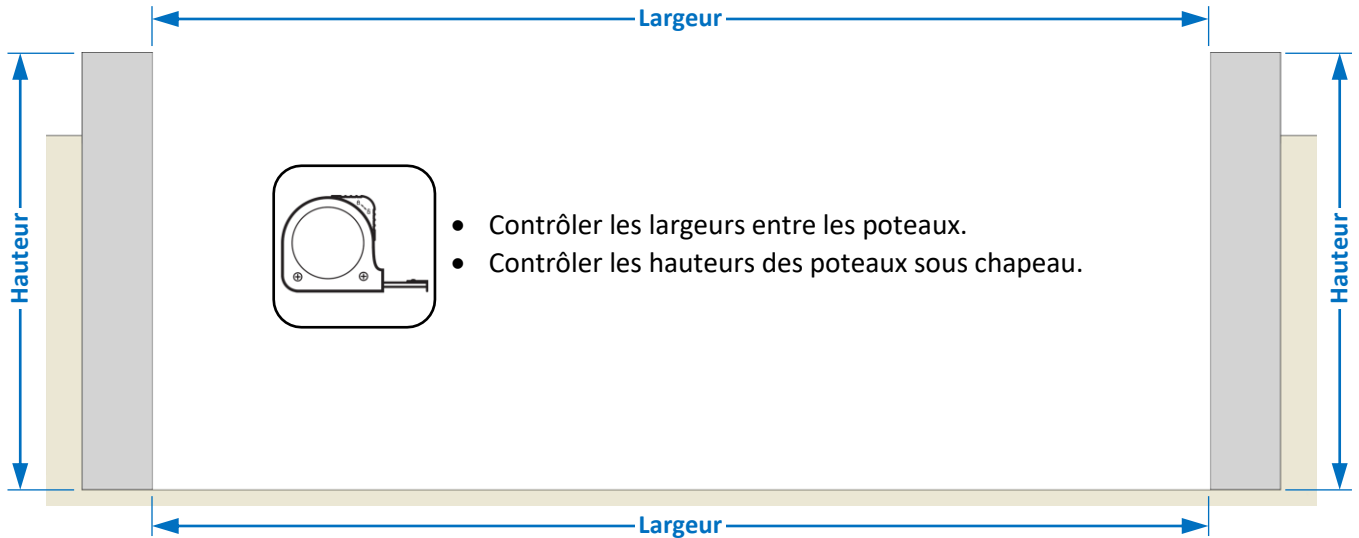 Largeur
Hauteur
• Contrôler les largeurs entre les poteaux.
• Contrôler les hauteurs des poteaux sous chapeau.
Hauteur
Largeur